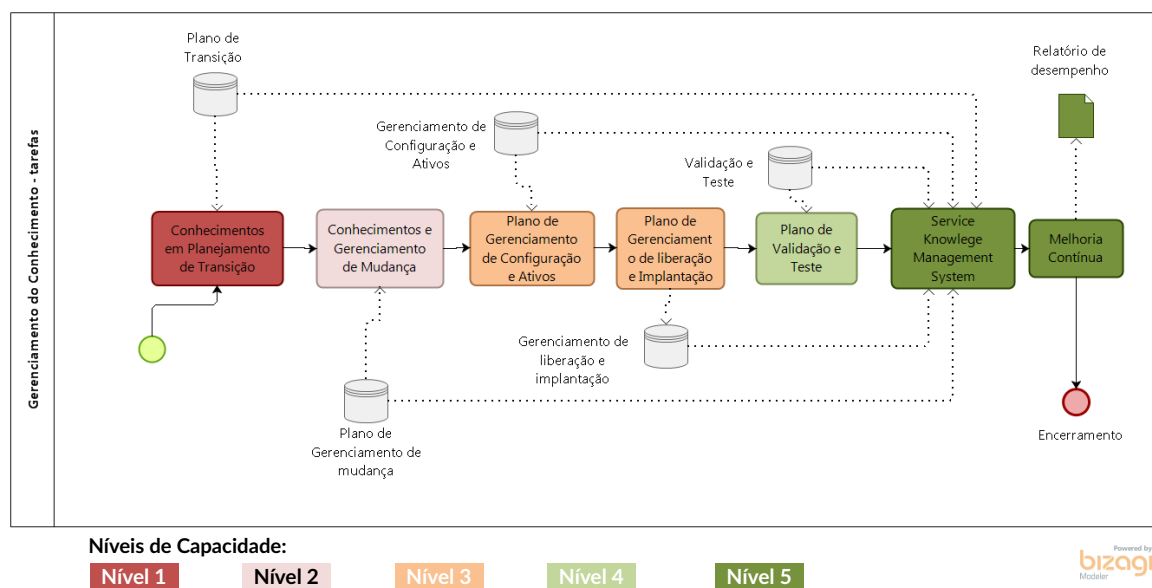 Gerenciamento do Conhecimento - tarefas
Plano de
Transição
Gerenciamento de
Configuração e
Ativos
Validação e
Teste
Relatório de
desempenho
Conhecimentos
em Planejamento
de Transição
Conhecimentos e
Gerenciamento
de Mudança
Plano de
Gerenciamento
de Configuração
e Ativos
Plano de
Gerenciament
o de liberação
e Implantação
Plano de
Validação e
Teste
Service
Knowlege
Management
System
Melhoria
Contínua
Gerenciamento de
liberação e
implantação
Plano de
Gerenciamento de
mudança
Encerramento
Níveis de Capacidade:
Nível 1
Nível 2
Nível 3
Nível 4
Nível 5
Powered by
bizagi
Modeler